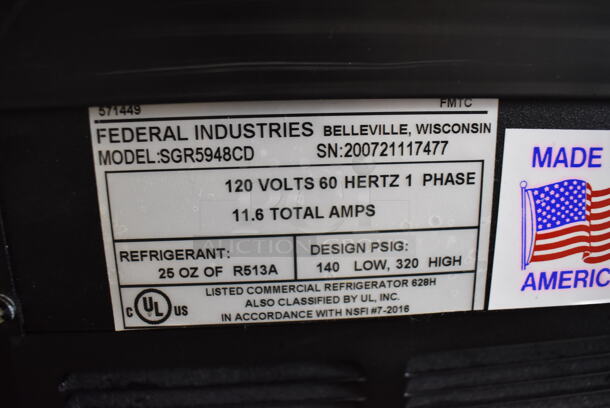 571449 FMTC
FEDERAL INDUSTRIES BELLEVILLE, WISCONSIN
MODEL:SGR5948CD SN:200721117477
120 VOLTS 60 HERTZ 1 PHASE
11.6 TOTAL AMPS
REFRIGERANT:
25 OZ OF R513A
DESIGN PSIG:
140 LOW, 320 HIGH
C UL US
LISTED COMMERCIAL REFRIGERATOR 628H
ALSO CLASSIFIED BY UL, INC.
IN ACCORDANCE WITH NSFI #7-2016
MADE
AMERIC